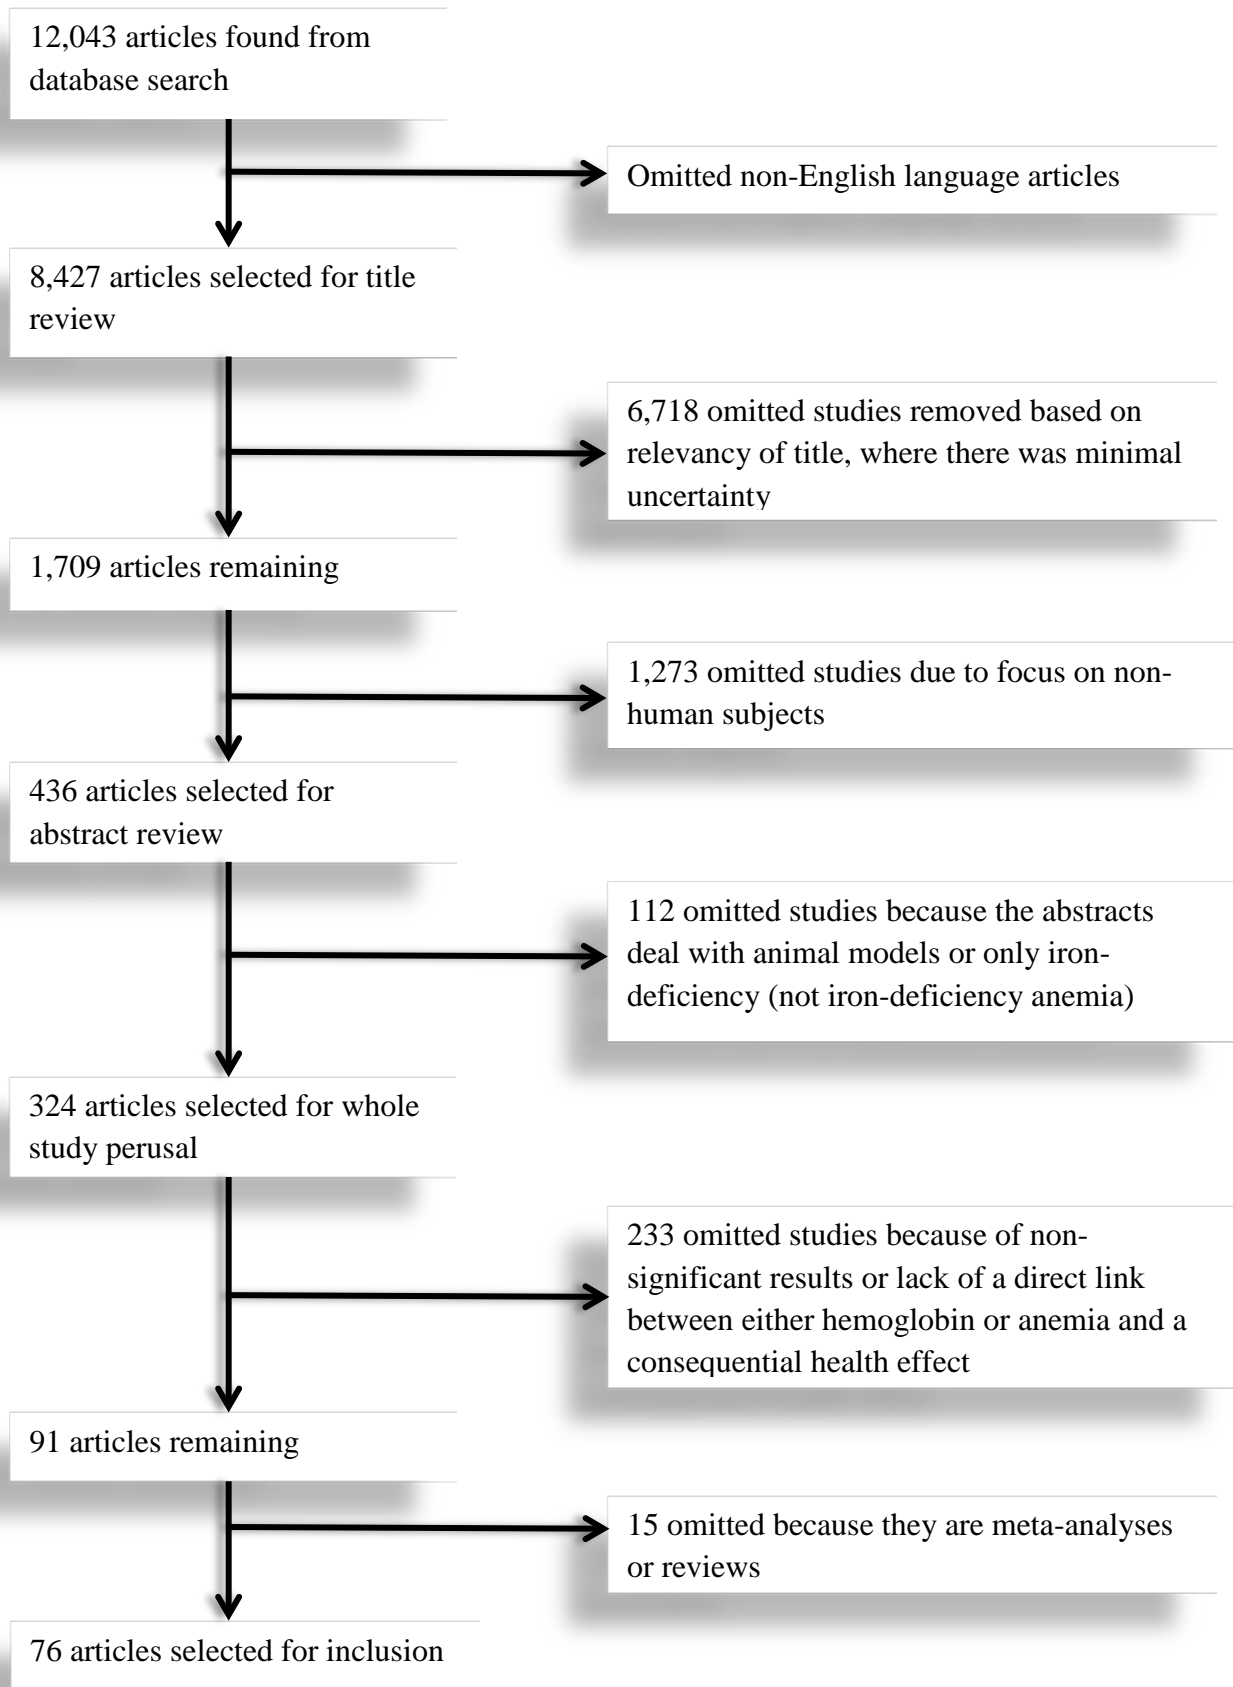 12,043 articles found from
database search
Omitted non-English language articles
8,427 articles selected for title
review
6,718 omitted studies removed based on
relevancy of title, where there was minimal
uncertainty
1,709 articles remaining
1,273 omitted studies due to focus on non-
human subjects
436 articles selected for
abstract review
112 omitted studies because the abstracts
deal with animal models or only iron-
deficiency (not iron-deficiency anemia)
324 articles selected for whole
study perusal
233 omitted studies because of non-
significant results or lack of a direct link
between either hemoglobin or anemia and a
consequential health effect
91 articles remaining
15 omitted because they are meta-analyses
or reviews
76 articles selected for inclusion